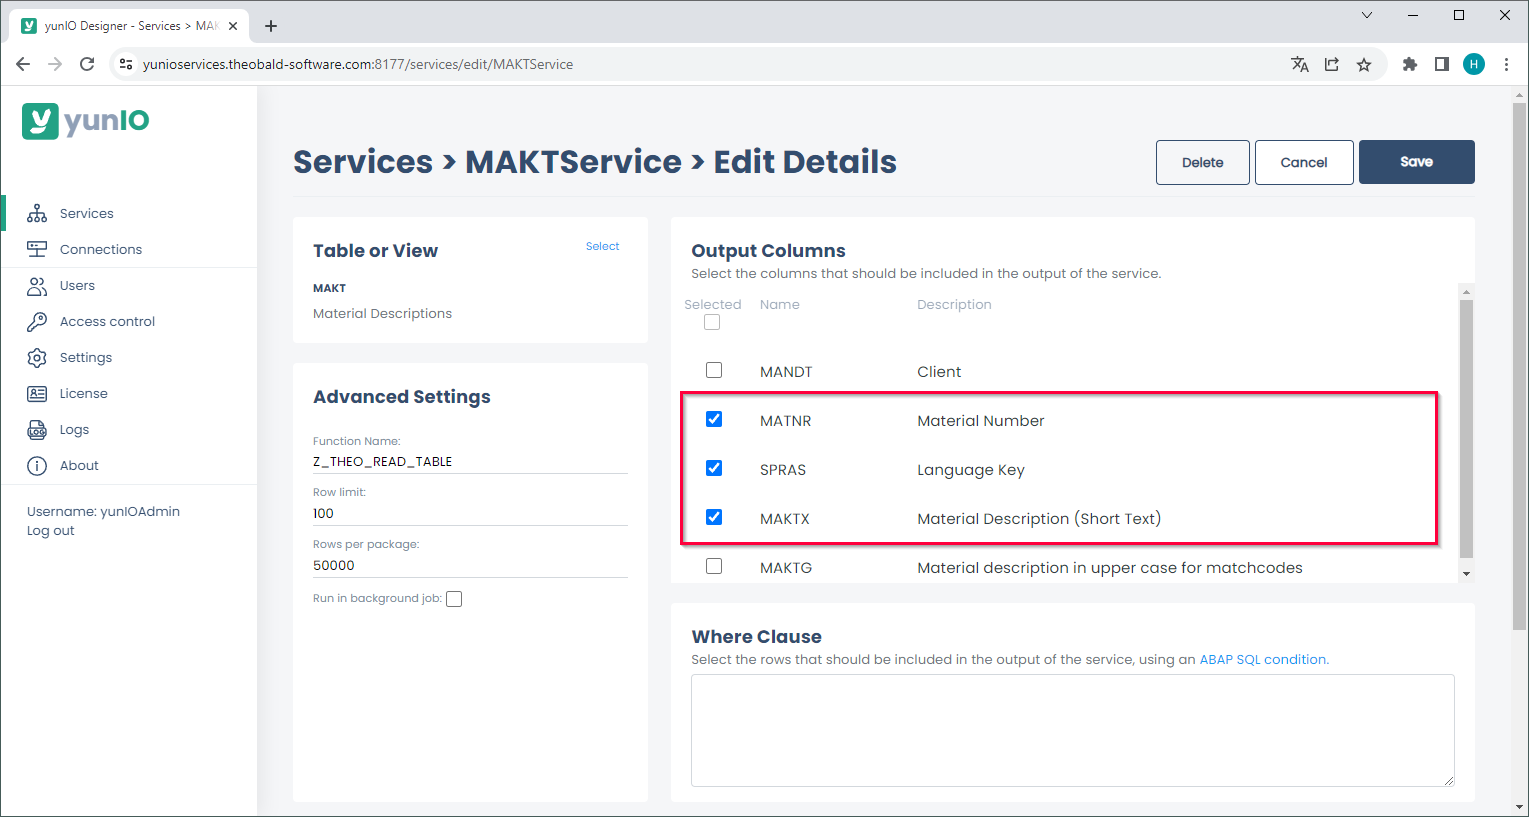 yunIO Designer - Services > MAK
yunioservices.theobald-software.com:8177/services/edit/MAKTService
H
yunIO
Services
Connections
Users
Access control
Settings
License
Logs
About
Username: yunIOAdmin
Log out
Services > MAKTService > Edit Details
Delete
Cancel
Save
Table or View
Select
MAKT
Material Descriptions
Advanced Settings
Function Name:
Z_THEO_READ_TABLE
Row limit:
100
Rows per package:
50000
Run in background job:
Output Columns
Select the columns that should be included in the output of the service.
Selected Name Description
MANDT Client
MATNR Material Number
SPRAS Language Key
MAKTX Material Description (Short Text)
MAKTG Material description in upper case for matchcodes
Where Clause
Select the rows that should be included in the output of the service, using an ABAP SQL condition.